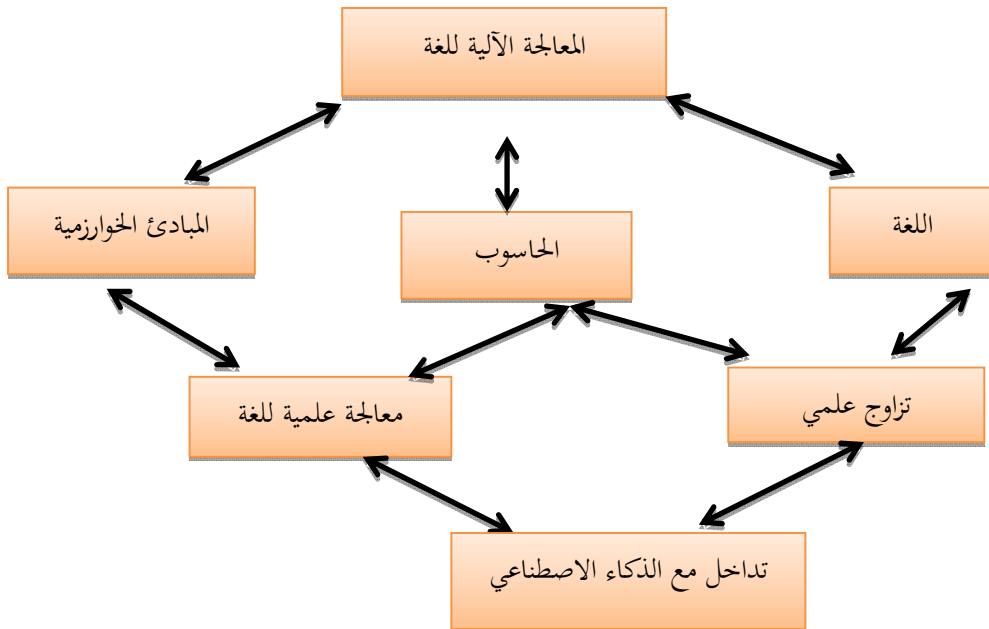 المعالجة الآلية للغة
اللغة
الحاسوب
المبادئ الخوارزمية
تزاوج علمي
معالجة علمية للغة
تداخل مع الذكاء الاصطناعي